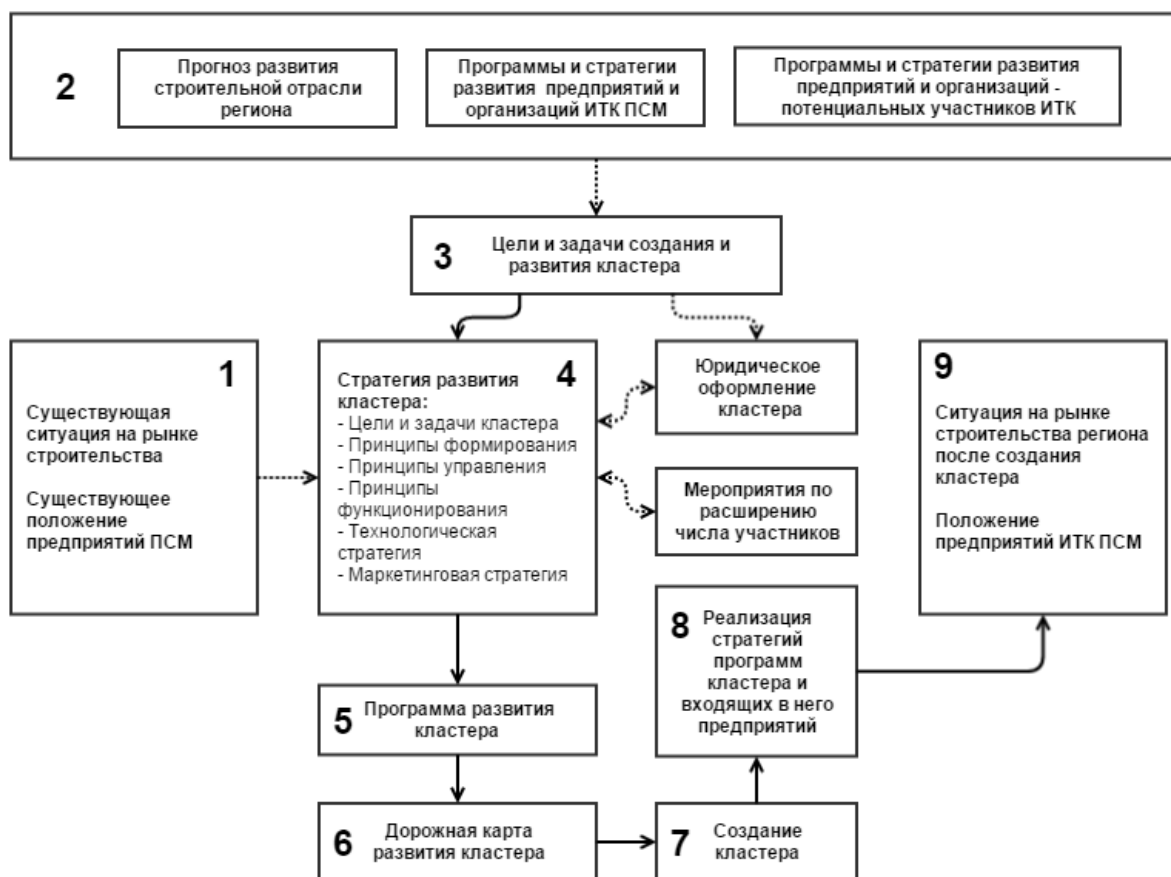 2
Прогноз развития
строительной отрасли
региона
Программы и стратегии
развития предприятий и
организаций ИТК ПСМ
Программы и стратегии развития
предприятий и организаций -
потенциальных участников ИТК
3
Цели и задачи создания и
развития кластера
1
Существующая
ситуация на рынке
строительства
Существующее
положение
предприятий ПСМ
4
Стратегия развития
кластера:
- Цели и задачи кластера
- Принципы формирования
- Принципы управления
- Принципы
функционирования
- Технологическая
стратегия
- Маркетинговая стратегия
Юридическое
оформление
кластера
Мероприятия по
расширению
числа участников
9
Ситуация на рынке
строительства региона
после создания
кластера
Положение
предприятий ИТК ПСМ
5
Программа развития
кластера
6
Дорожная карта
развития кластера
7
Создание
кластера
8
Реализация
стратегий
программ
кластера и
входящих в него
предприятий